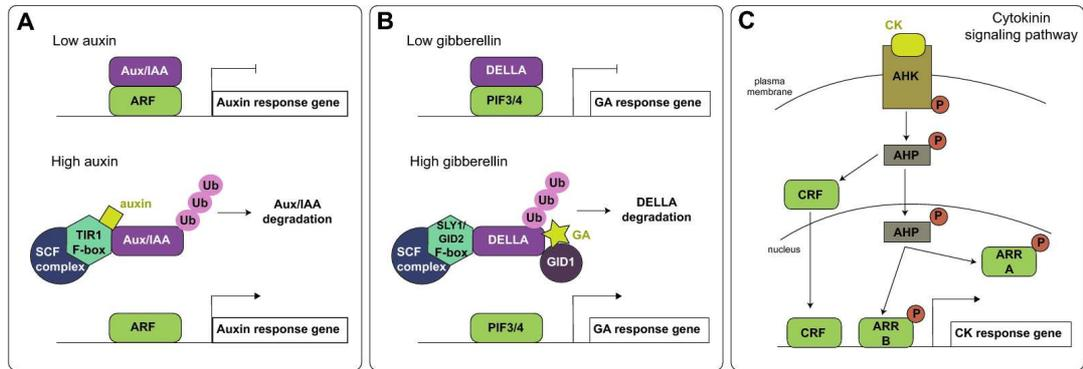 A
Low auxin
Aux/IAA
ARF
Auxin response gene
High auxin
auxin
Ub
Ub
Ub
TIR1
F-box
Aux/IAA
SCF
complex
Aux/IAA
degradation
ARF
Auxin response gene
B
Low gibberellin
DELLA
PIF3/4
GA response gene
High gibberellin
Ub
Ub
Ub
SLY1/
GID2
F-box
DELLA
GA
GID1
SCF
complex
DELLA
degradation
PIF3/4
GA response gene
C
Cytokinin
signaling pathway
CK
AHK
plasma
membrane
P
P
AHP
CRF
P
AHP
nucleus
P
ARR
A
CRF
P
ARR
B
CK response gene